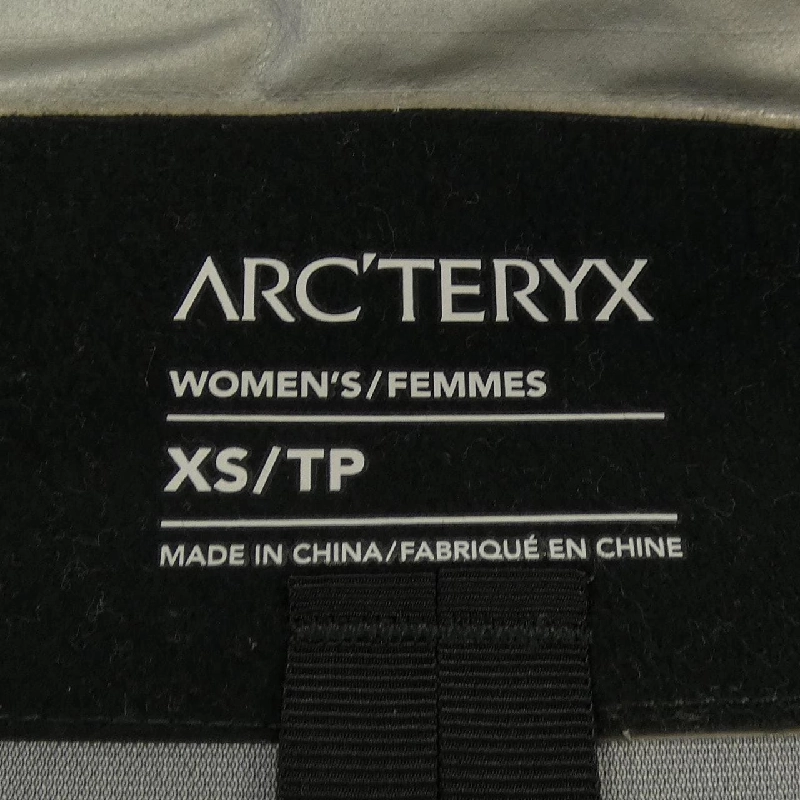 ARC'TERYX
WOMEN'S/FEMMES
XS/TP
MADE IN CHINA/FABRIQUÉ EN CHINE